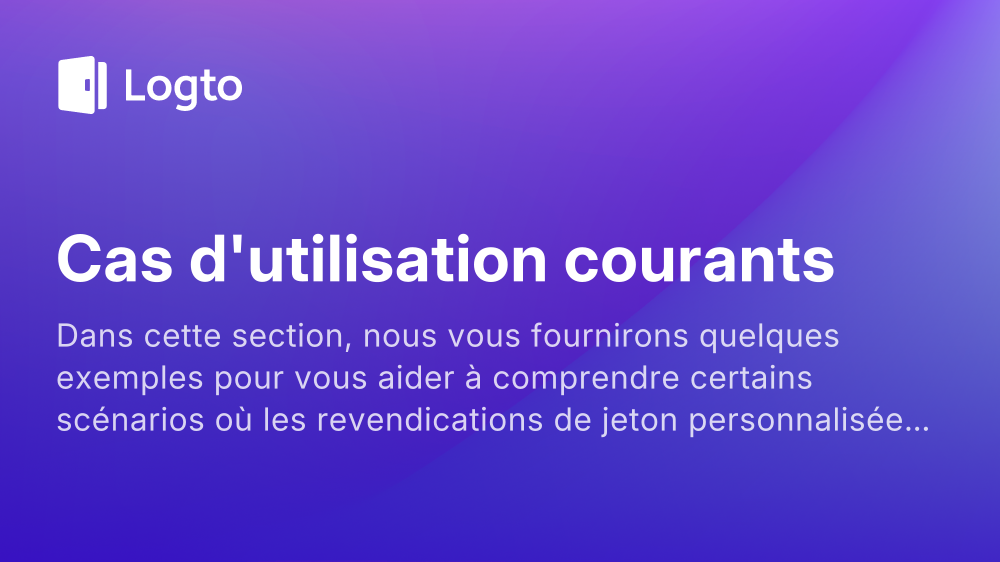 Logto
Cas d'utilisation courants
Dans cette section, nous vous fournirons quelques
exemples pour vous aider à comprendre certains
scénarios où les revendications de jeton personnalisée...